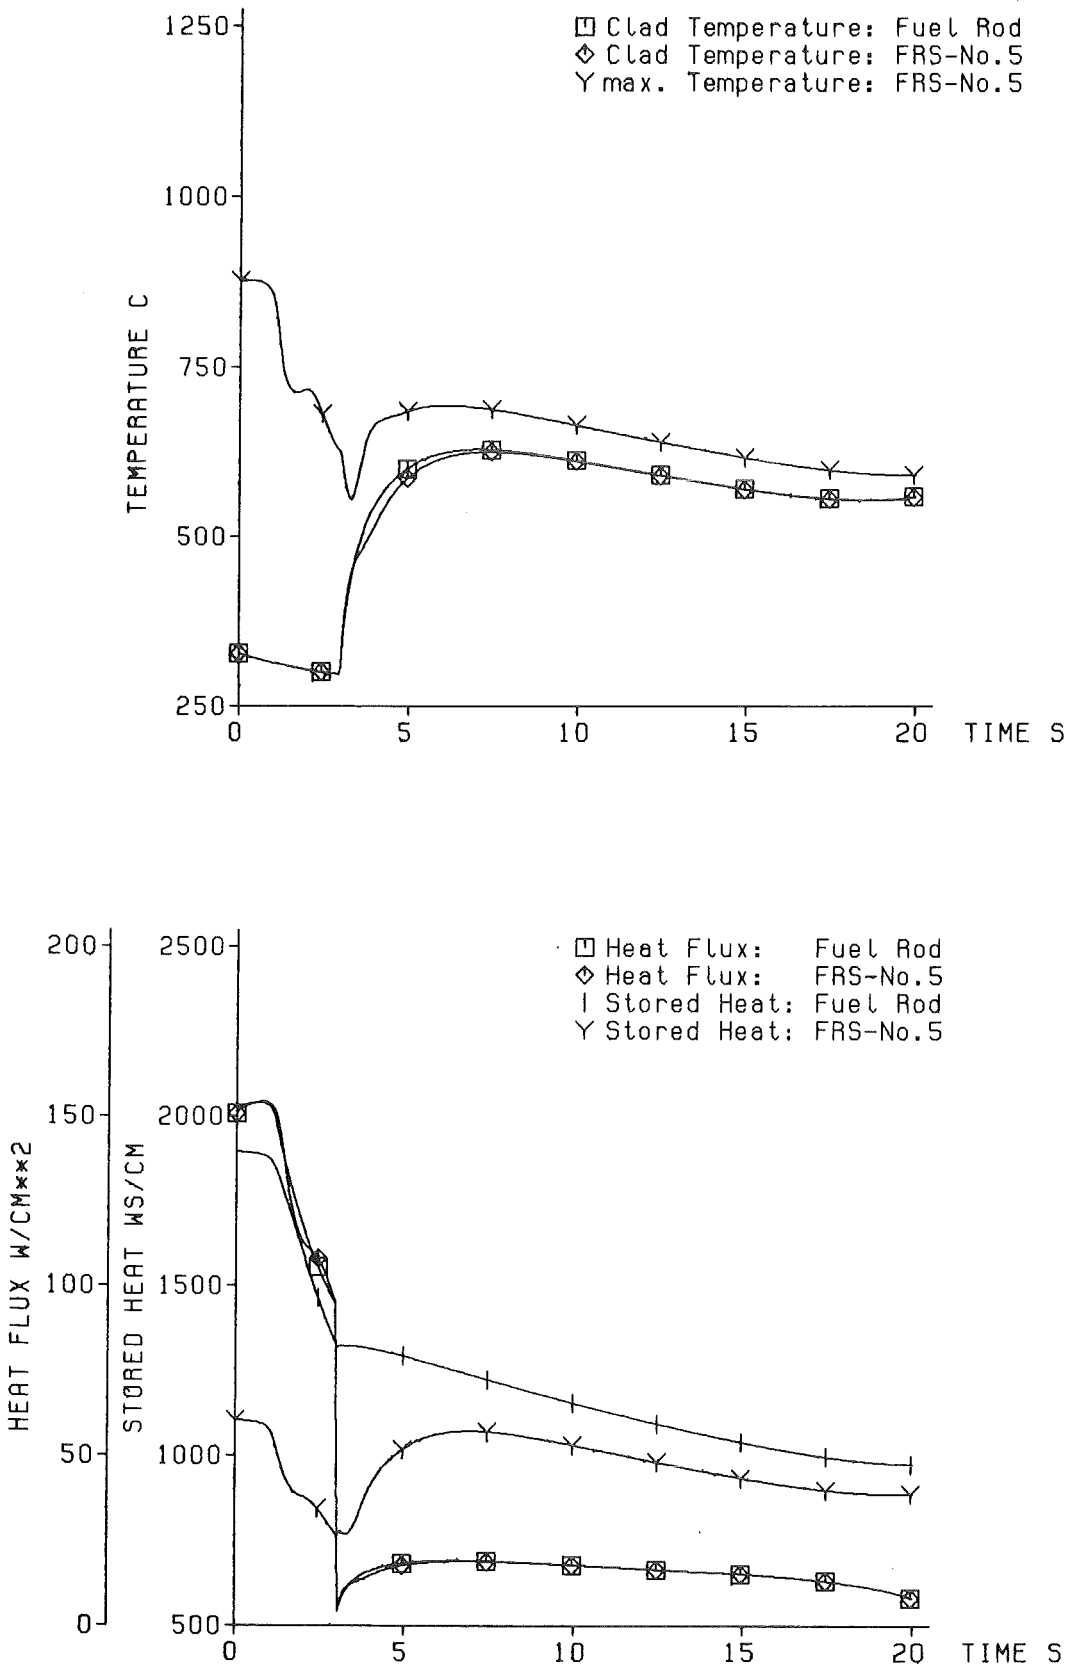 1250
Clad Temperature: Fuel Rod
Clad Temperature: FRS-No.5
max. Temperature: FRS-No.5
1000
750
500
250
TEMPERATURE C
0 5 10 15 20 TIME S
200 2500
Heat Flux: Fuel Rod
Heat Flux: FRS-No.5
Stored Heat: Fuel Rod
Stored Heat: FRS-No.5
150 2000
100 1500
50 1000
0 500
HEAT FLUX W/CM**2
STORED HEAT WS/CM
0 5 10 15 20 TIME S